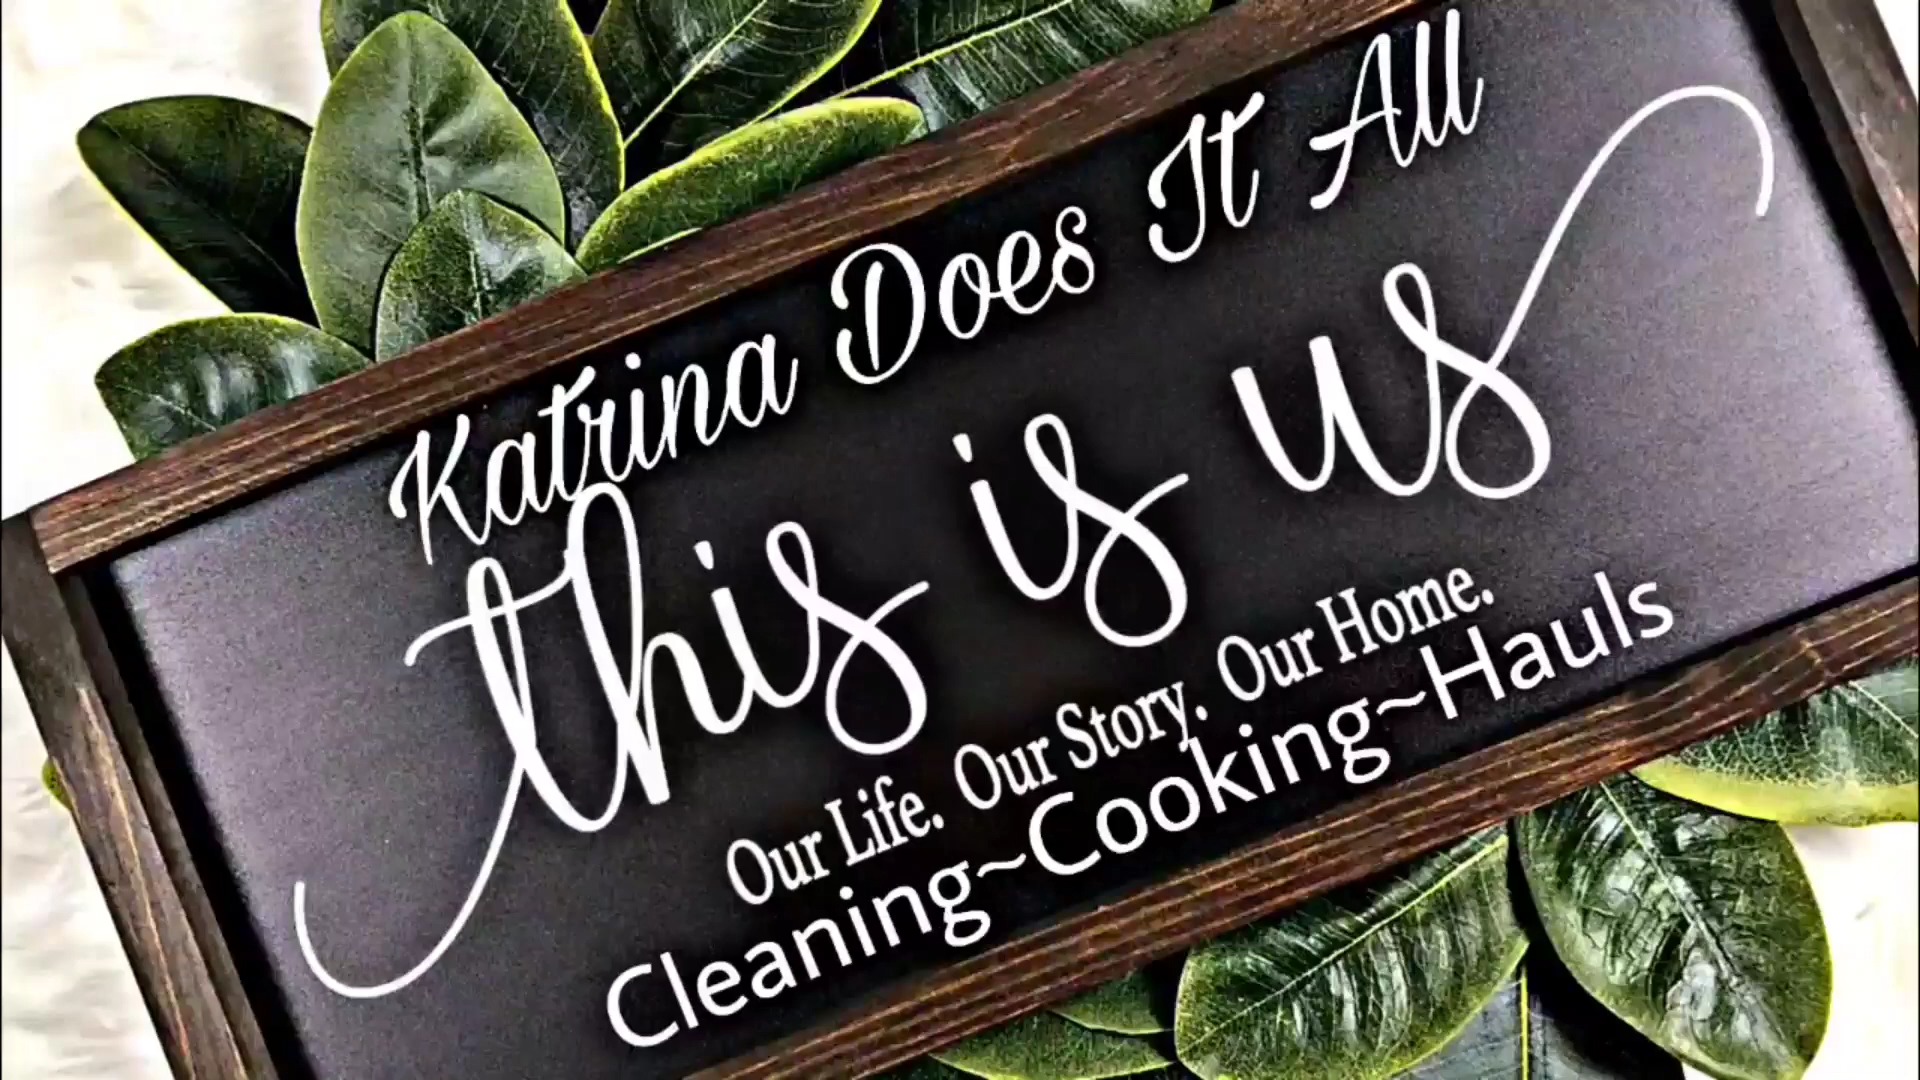 Katrina Does It All
this is us
Our Life. Our Story. Our Home.
Cleaning~Cooking~Hauls